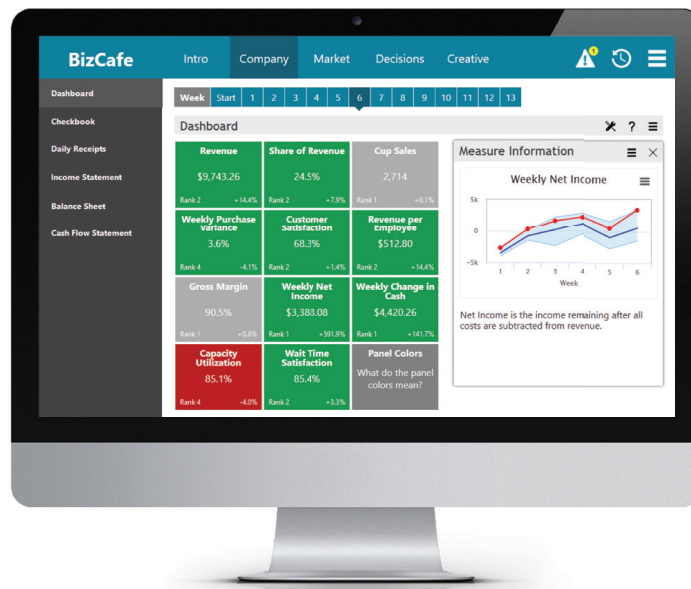 BizCafe
Intro Company Market Decisions Creative
1
Dashboard
Checkbook
Daily Receipts
Income Statement
Balance Sheet
Cash Flow Statement
Week Start 1 2 3 4 5 6 7 8 9 10 11 12 13
Dashboard
?
Revenue
$9,743.26
Rank 2 +14.4%
Share of Revenue
24.5%
Rank 2 +7.9%
Cup Sales
2,714
Rank 1 +0.1%
Weekly Purchase
Variance
3.6%
Rank 4 -4.1%
Customer
Satisfaction
68.3%
Rank 2 +1.4%
Revenue per
Employee
$512.80
Rank 2 +14.4%
Gross Margin
90.5%
Rank 1 +0.8%
Weekly Net
Income
$3,388.08
Rank 1 +591.9%
Weekly Change in
Cash
$4,420.26
Rank 1 +141.7%
Capacity
Utilization
85.1%
Rank 4 -4.0%
Wait Time
Satisfaction
85.4%
Rank 2 +3.3%
Panel Colors
What do the panel
colors mean?
Measure Information
Weekly Net Income
5k
0
-5k
1 2 3 4 5 6
Week
Net Income is the income remaining after all
costs are subtracted from revenue.